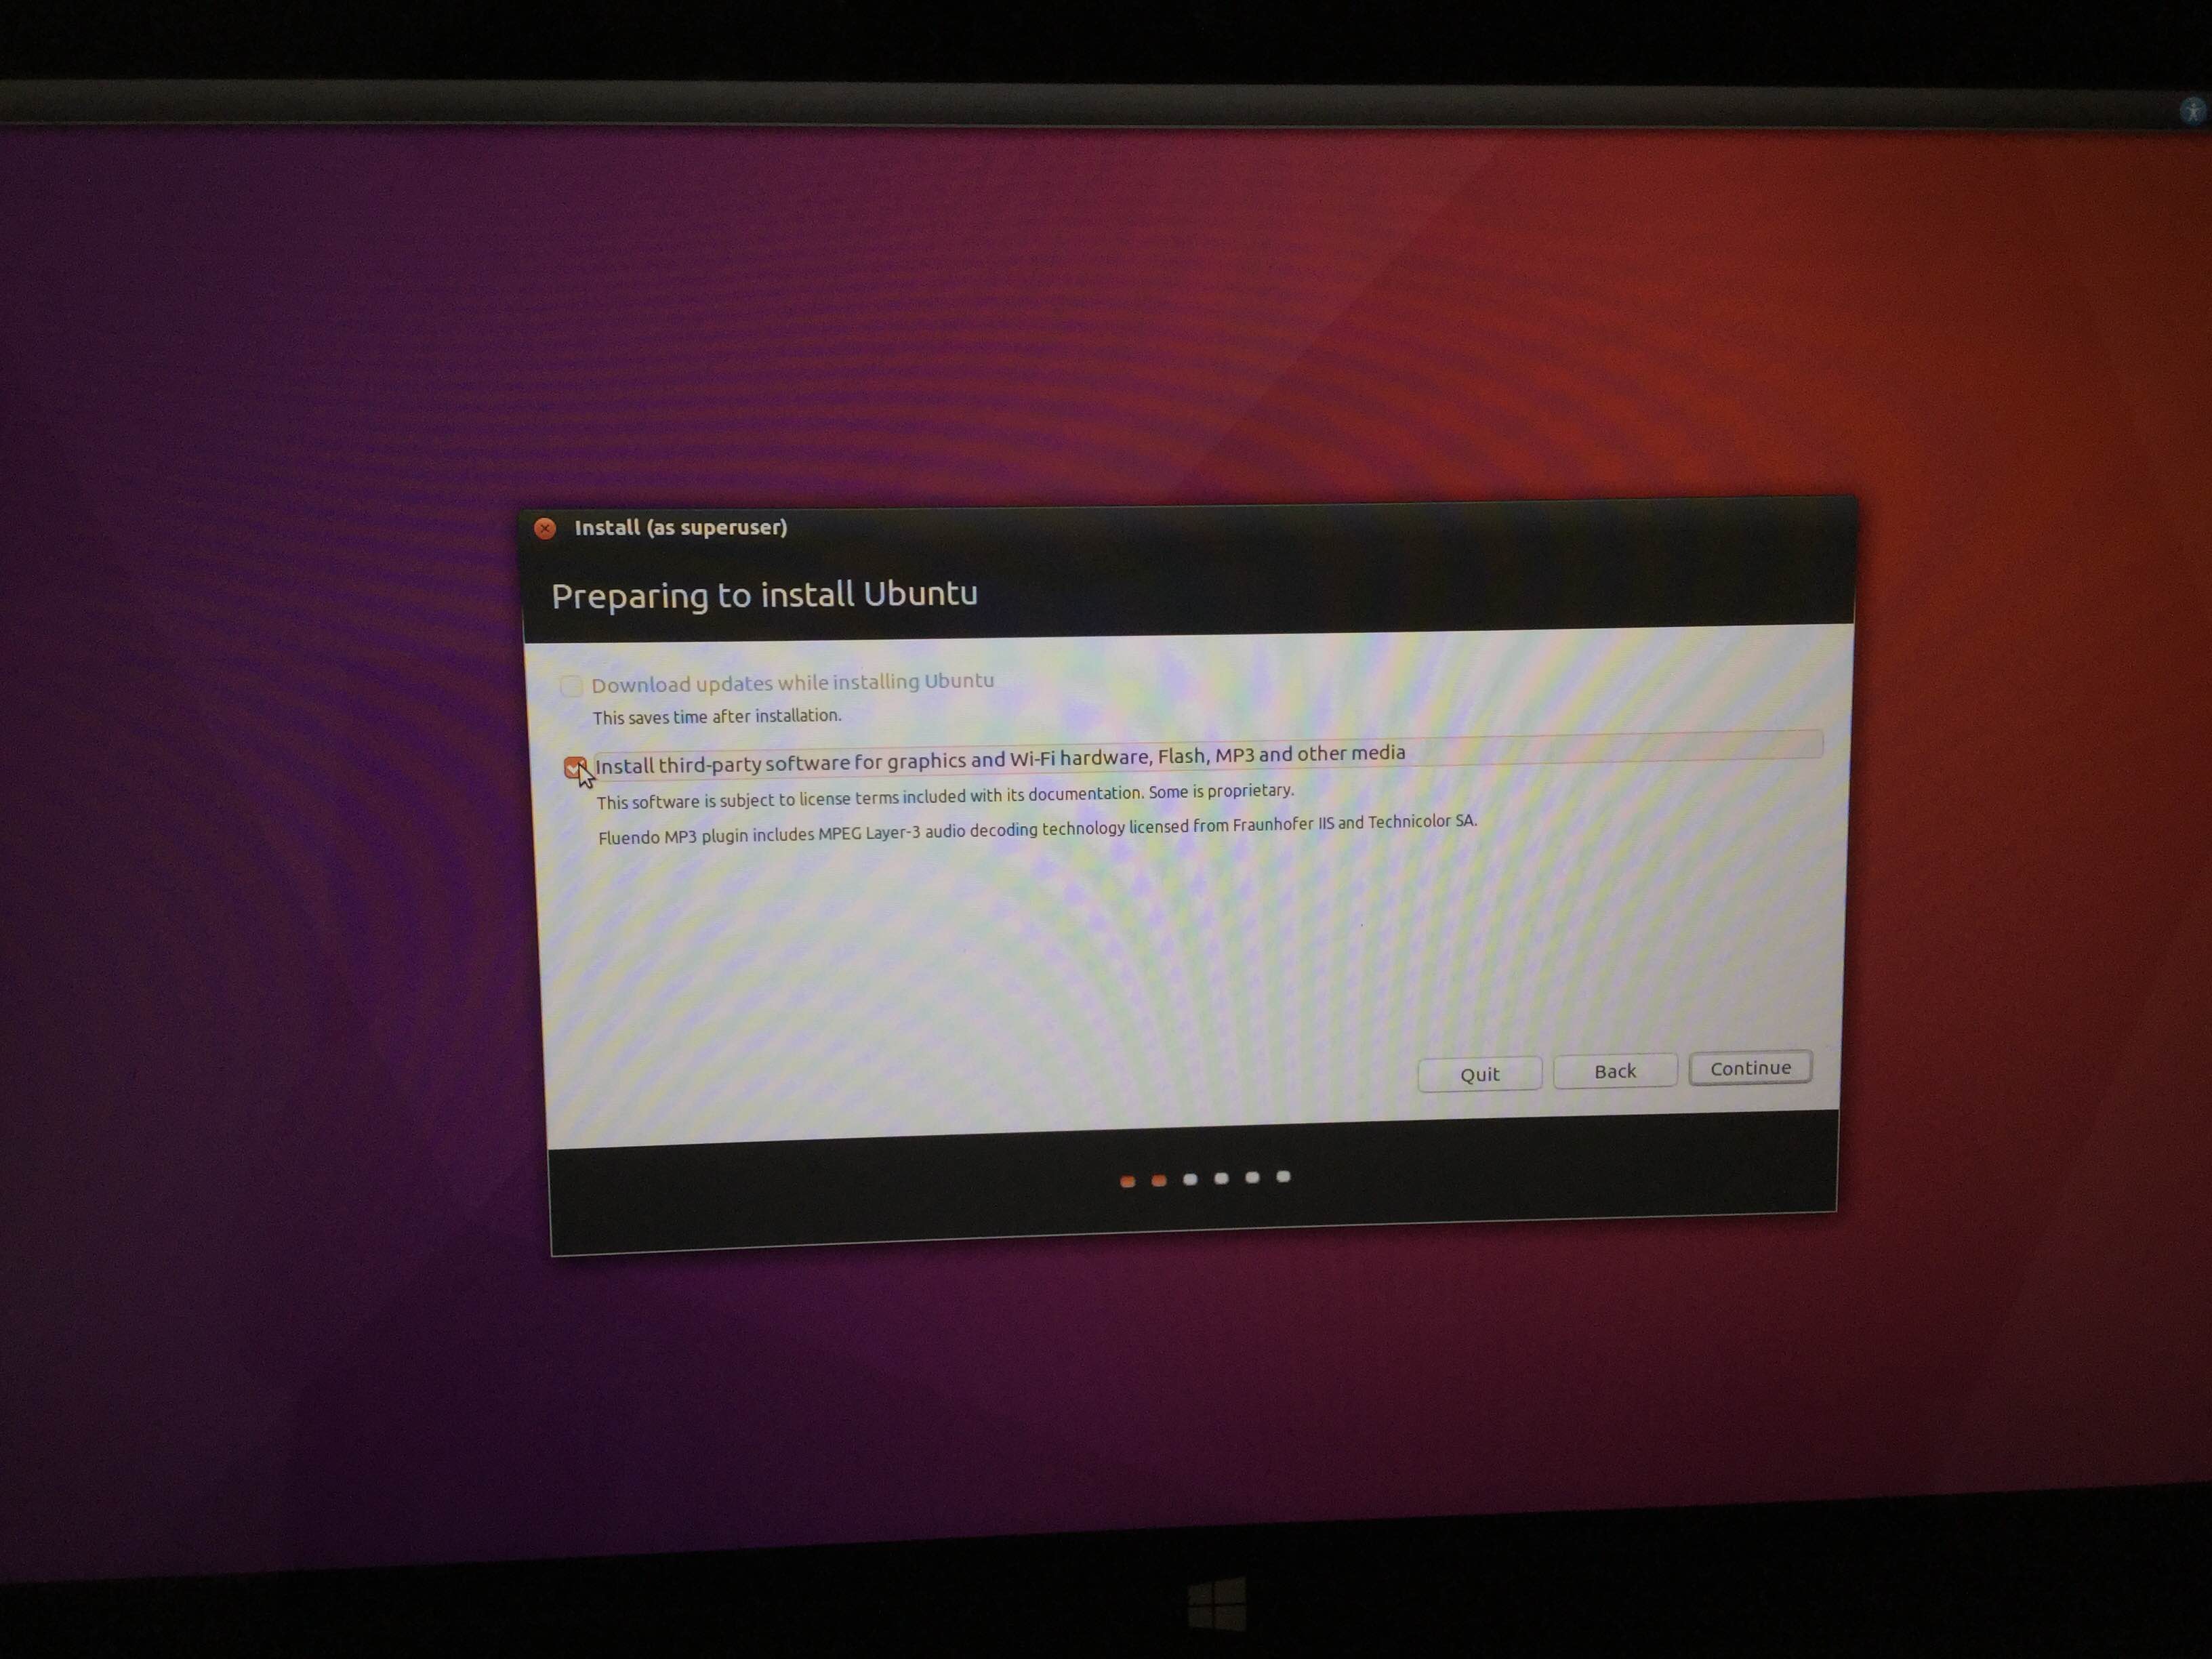 Install (as superuser)
Preparing to install Ubuntu
Download updates while installing Ubuntu
This saves time after installation.
Install third-party software for graphics and Wi-Fi hardware, Flash, MP3 and other media
This software is subject to license terms included with its documentation. Some is proprietary.
Fluendo MP3 plugin includes MPEG Layer-3 audio decoding technology licensed from Fraunhofer IIS and Technicolor SA.
Quit Back Continue